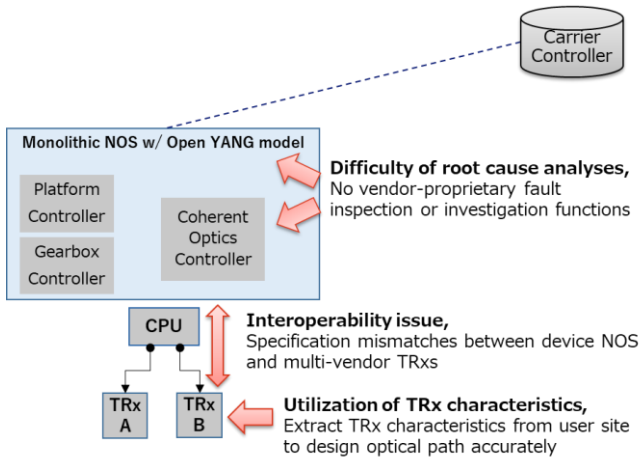 Carrier
Controller
Monolithic NOS w/ Open YANG model
Platform
Controller
Gearbox
Controller
Coherent
Optics
Controller
Difficulty of root cause analyses,
No vendor-proprietary fault
inspection or investigation functions
CPU
Interoperability issue,
Specification mismatches between device NOS
and multi-vendor TRxs
TRx
A
TRx
B
Utilization of TRx characteristics,
Extract TRx characteristics from user site
to design optical path accurately